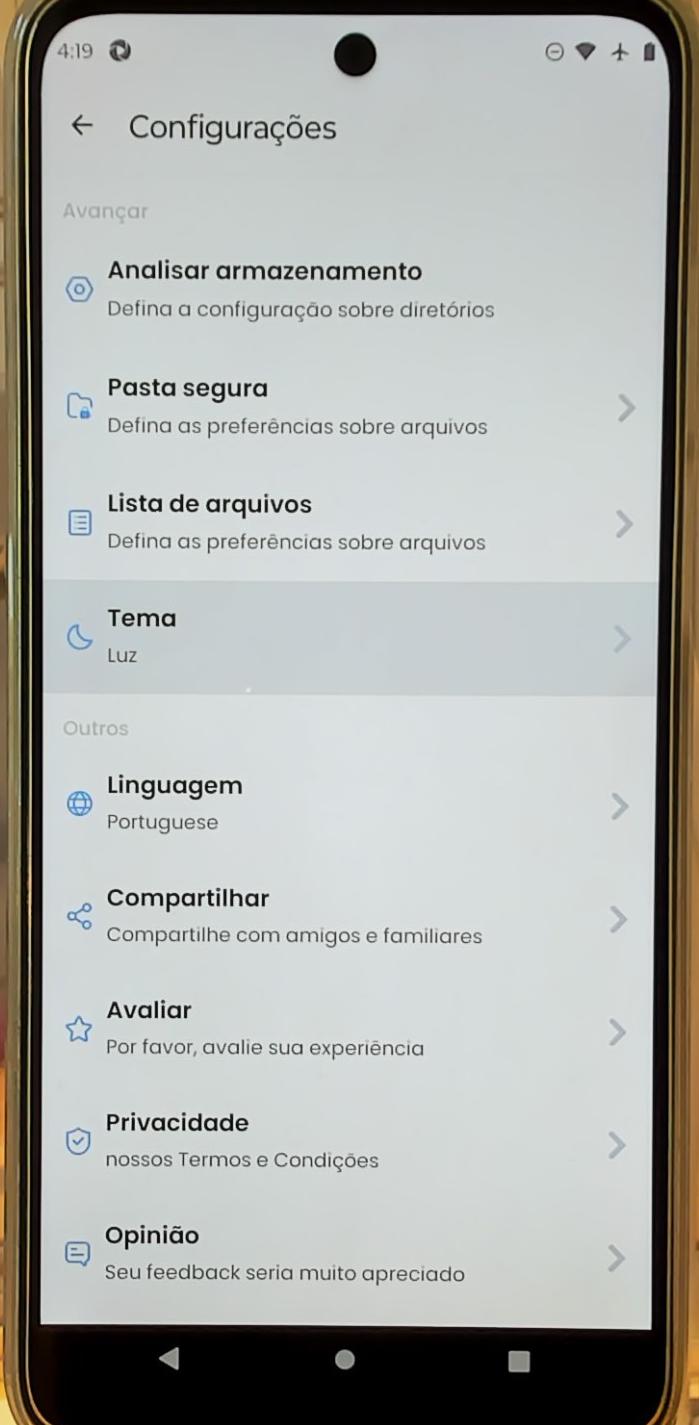 4:19
Configurações
Avançar
Analisar armazenamento
Defina a configuração sobre diretórios
Pasta segura
Defina as preferências sobre arquivos
Lista de arquivos
Defina as preferências sobre arquivos
Tema
Luz
Outros
Linguagem
Portuguese
Compartilhar
Compartilhe com amigos e familiares
Avaliar
Por favor, avalie sua experiência
Privacidade
nossos Termos e Condições
Opinião
Seu feedback seria muito apreciado